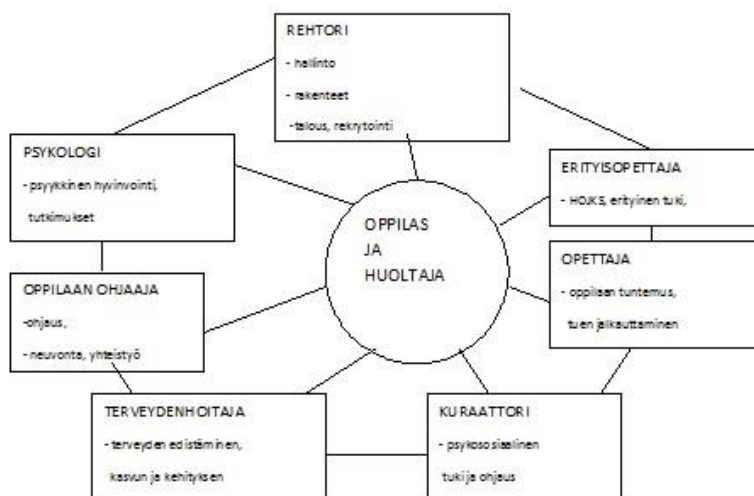 REHTORI
- hallinto
- rakenteet
-talous, rekrytointi
PSYKOLOGI
- psyykkinen hyvinvointi,
tutkimukset
ERITYISOPETTAJA
- HOJKS, erityinen tuki,
OPPILAS
JA
HUOLTAJA
OPPILAAN OHJAAJA
-ohjaus,
- neuvonta, yhteistyö
OPETTAJA
- oppilaan tuntemus,
tuen jalkauttaminen
TERVEYDENHOITAJA
- terveyden edistäminen,
kasvun ja kehityksen
KURAATTORI
- psykososiaalinen
tuki ja ohjaus